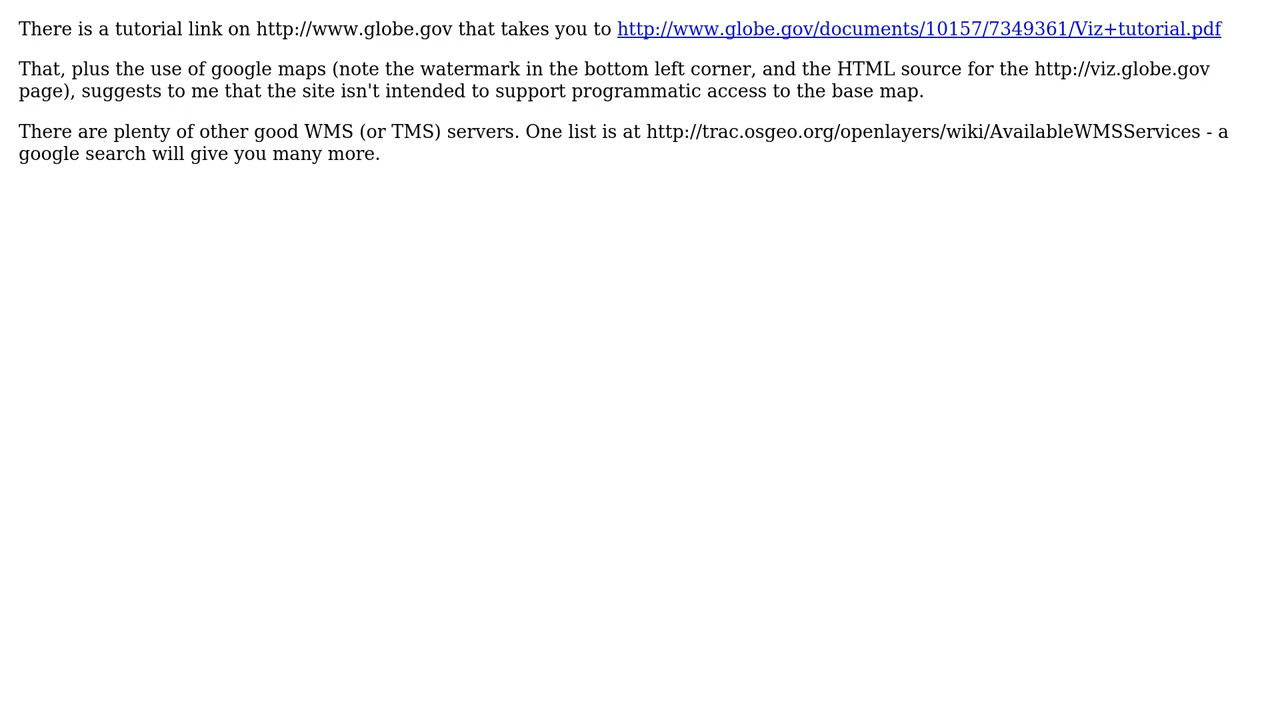 There is a tutorial link on http://www.globe.gov that takes you to http://www.globe.gov/documents/10157/7349361/Viz+tutorial.pdf
That, plus the use of google maps (note the watermark in the bottom left corner, and the HTML source for the http://viz.globe.gov
page), suggests to me that the site isn't intended to support programmatic access to the base map.
There are plenty of other good WMS (or TMS) servers. One list is at http://trac.osgeo.org/openlayers/wiki/AvailableWMSServices - a
google search will give you many more.